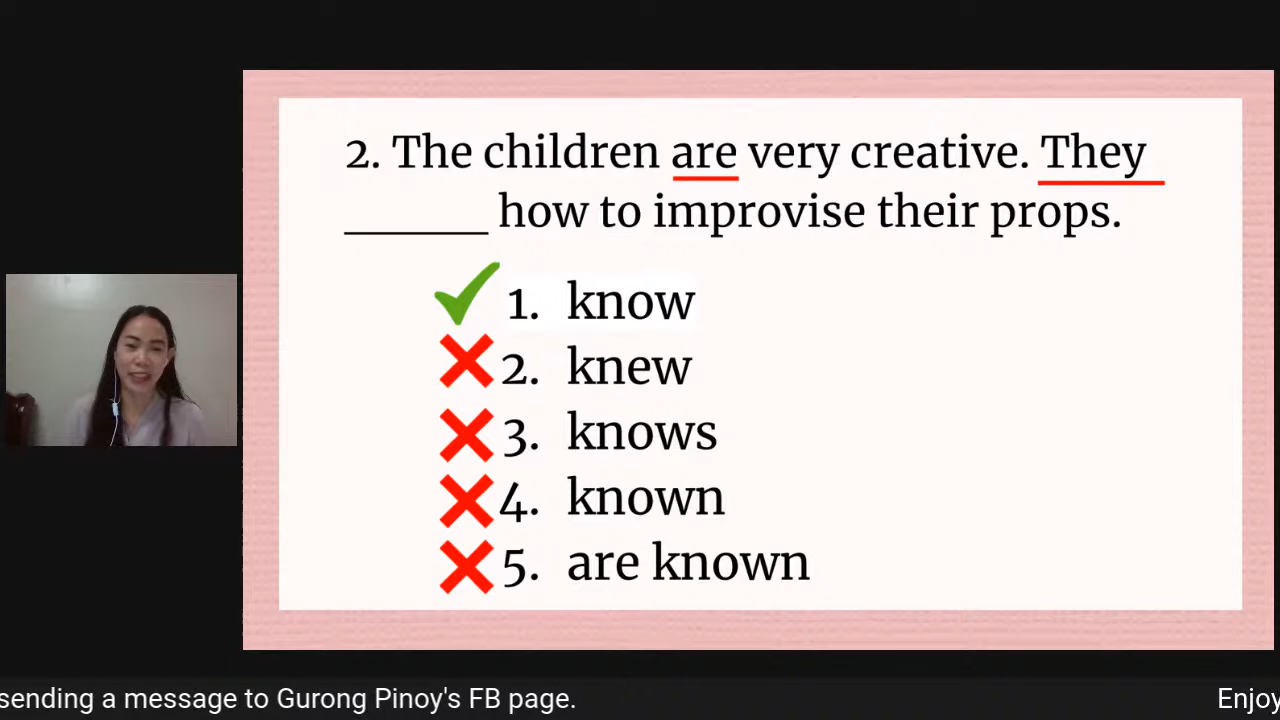 2. The children are very creative. They
______ how to improvise their props.
1. know
2. knew
3. knows
4. known
5. are known
sending a message to Gurong Pinoy's FB page.
Enjoy